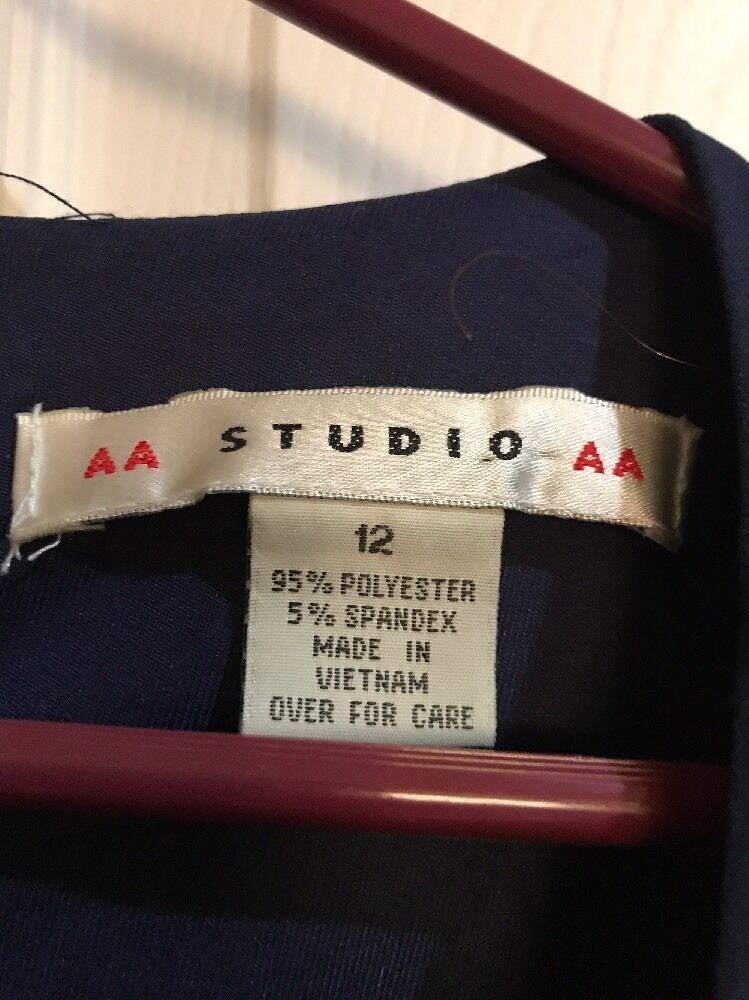 AA STUDIO AA
12
95% POLYESTER
5% SPANDEX
MADE IN
VIETNAM
OVER FOR CARE